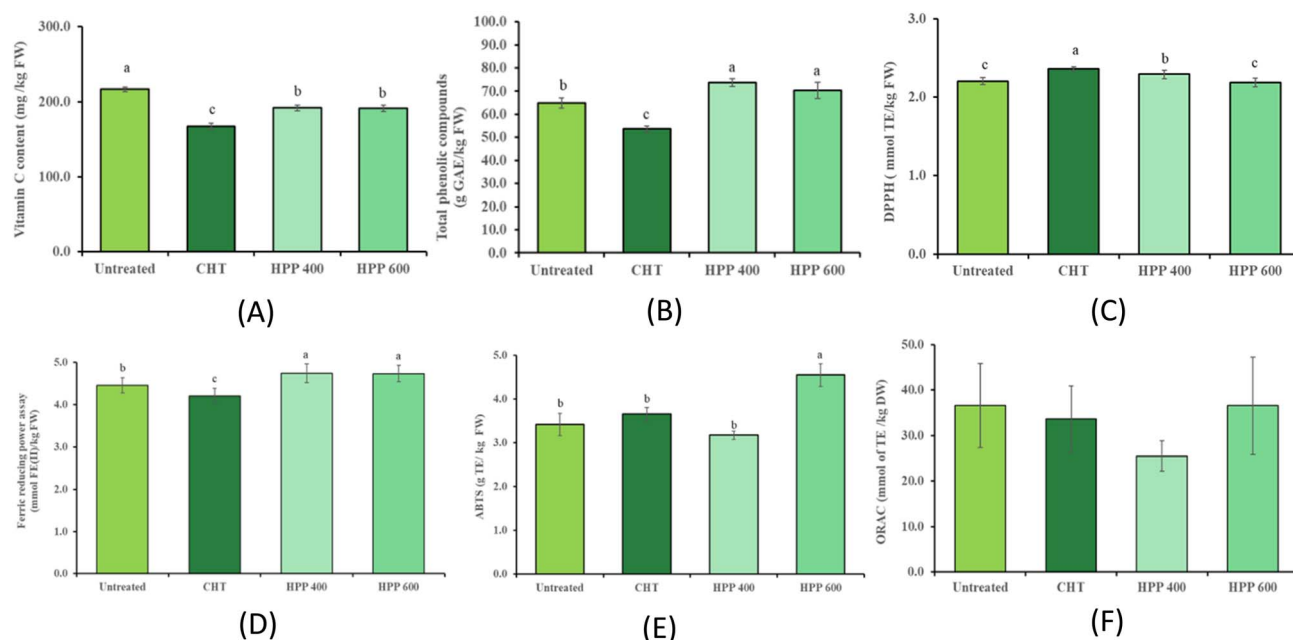 Vitamin C content (mg /kg FW)
300.0
200.0
100.0
0.0
a
c
b
b
Untreated CHT HPP 400 HPP 600
(A)
Total phenolic compounds
(g GAE/kg FW)
100.0
90.0
80.0
70.0
60.0
50.0
40.0
30.0
20.0
10.0
0.0
b
c
a
a
Untreated CHT HPP 400 HPP 600
(B)
DPPH ( mmol TE/kg FW)
3.0
2.0
1.0
0.0
c
a
b
c
Untreated CHT HPP 400 HPP 600
(C)
Ferric reducing power assay
(mmol FE(II)/kg FW)
5.0
4.0
3.0
2.0
1.0
0.0
b
c
a
a
Untreated CHT HPP 400 HPP 600
(D)
ABTS (g TE/ kg FW)
5.0
4.0
3.0
2.0
1.0
0.0
b
b
b
a
Untreated CHT HPP 400 HPP 600
(E)
ORAC (mmol of TE /kg DW)
50.0
40.0
30.0
20.0
10.0
0.0
Untreated CHT HPP 400 HPP 600
(F)